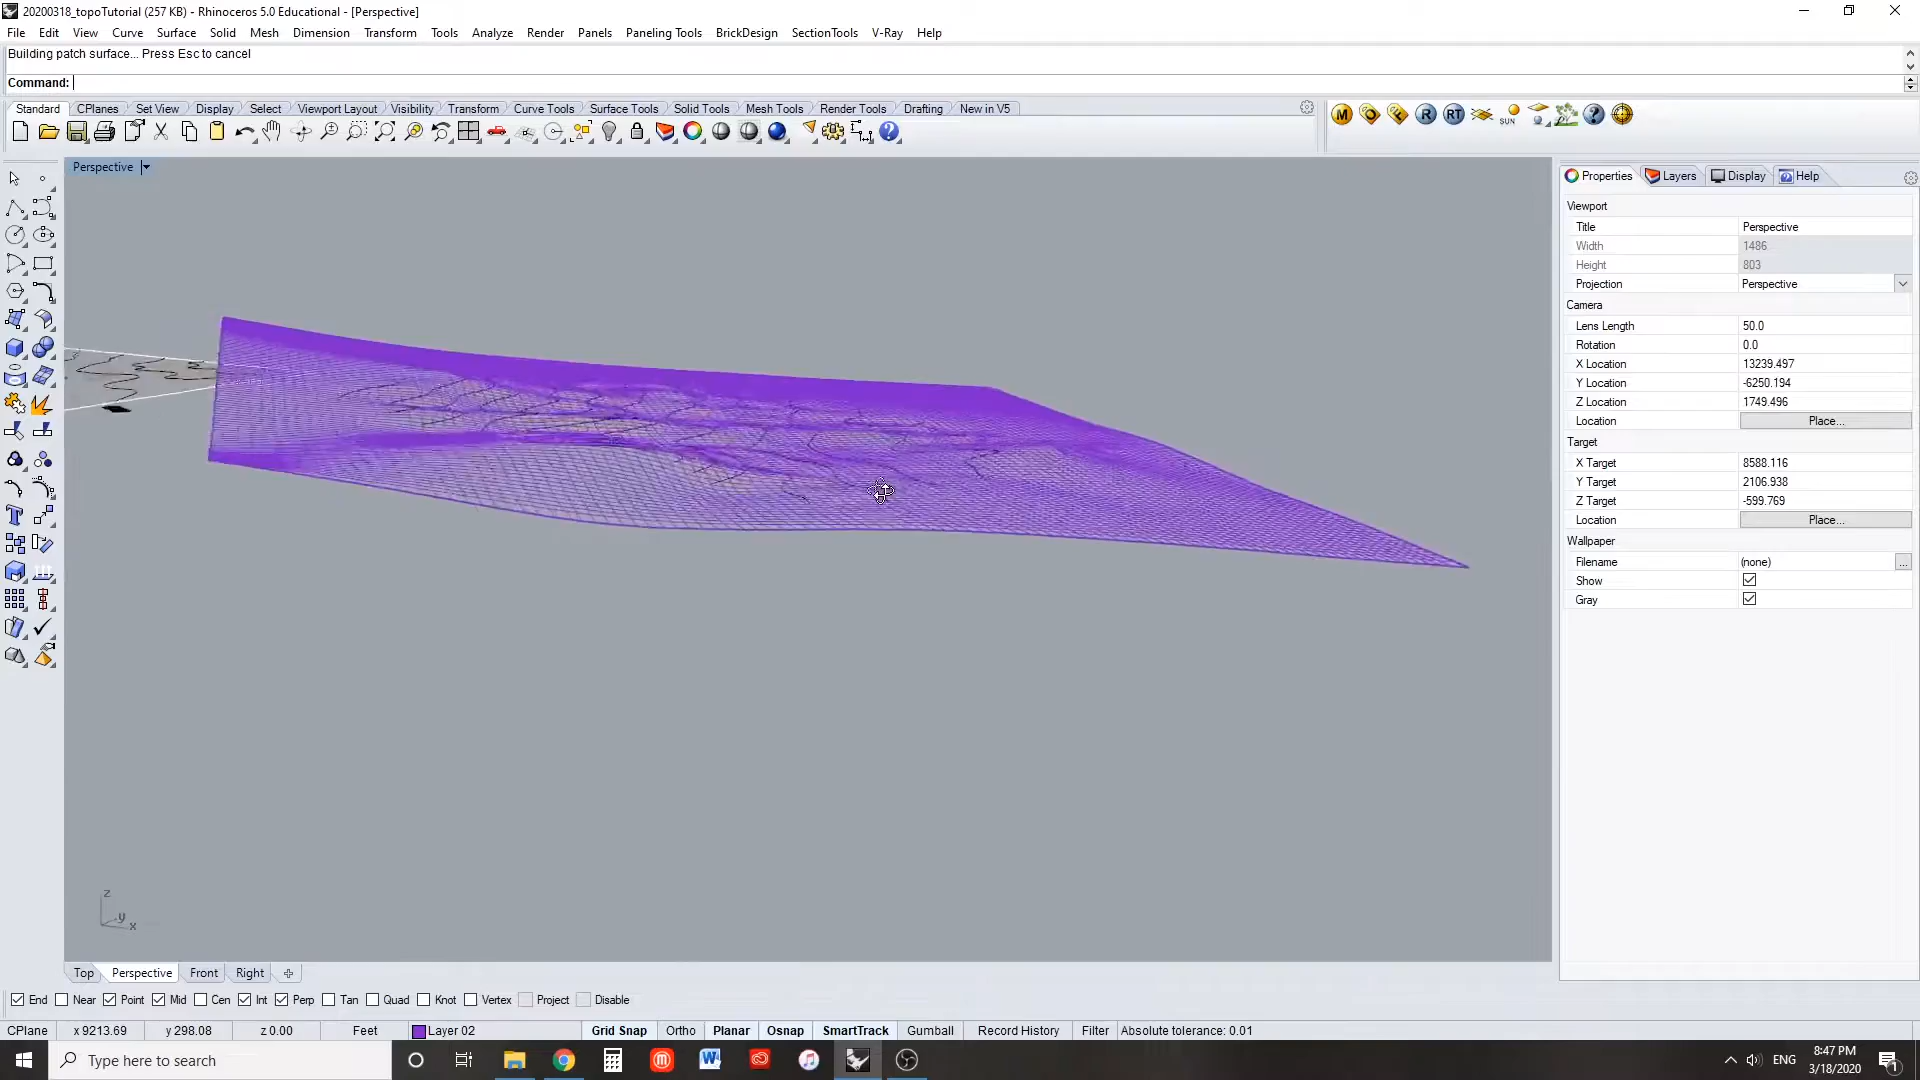 20200318_topoTutorial (257 KB) - Rhinoceros 5.0 Educational - [Perspective]
File Edit View Curve Surface Solid Mesh Dimension Transform Tools Analyze Render Panels Paneling Tools BrickDesign SectionTools V-Ray Help
Building patch surface... Press Esc to cancel
Command:
Standard CPlanes Set View Display Select Viewport Layout Visibility Transform Curve Tools Surface Tools Solid Tools Mesh Tools Render Tools Drafting New in V5
M R RT SUN
Perspective
Properties Layers Display Help
Viewport
Title Perspective
Width 1486
Height 803
Projection Perspective
Camera
Lens Length 50.0
Rotation 0.0
X Location 13239.497
Y Location -6250.194
Z Location 1749.496
Location Place...
Target
X Target 8588.116
Y Target 2106.938
Z Target -599.769
Location Place...
Wallpaper
Filename (none) ...
Show
Gray
z
y
x
Top Perspective Front Right
End Near Point Mid Cen Int Perp Tan Quad Knot Vertex Project Disable
CPlane x 9213.69 y 298.08 z 0.00 Feet Layer 02 Grid Snap Ortho Planar Osnap SmartTrack Gumball Record History Filter Absolute tolerance: 0.01
Type here to search
ENG
8:47 PM
3/18/2020
1